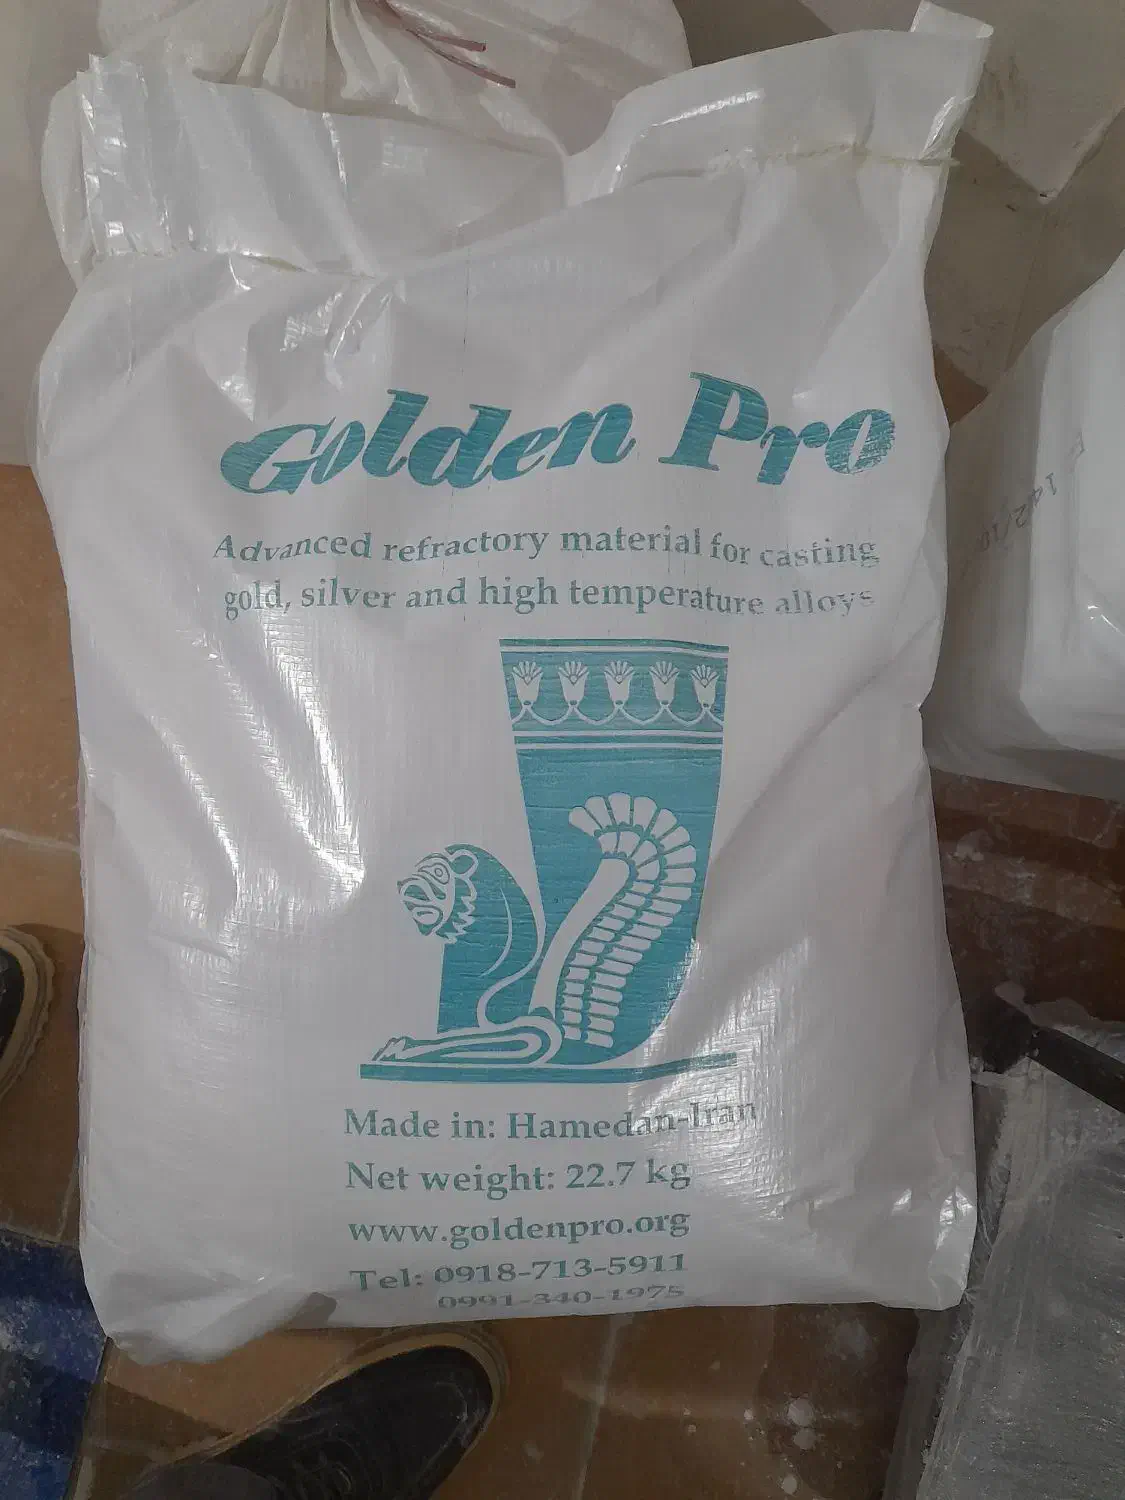 Golden Pro
Advanced refractory material for casting
gold, silver and high temperature alloys
Made in: Hamedan-Iran
Net weight: 22.7 kg
www.goldenpro.org
Tel: 0918-713-5911
0991-340-1975